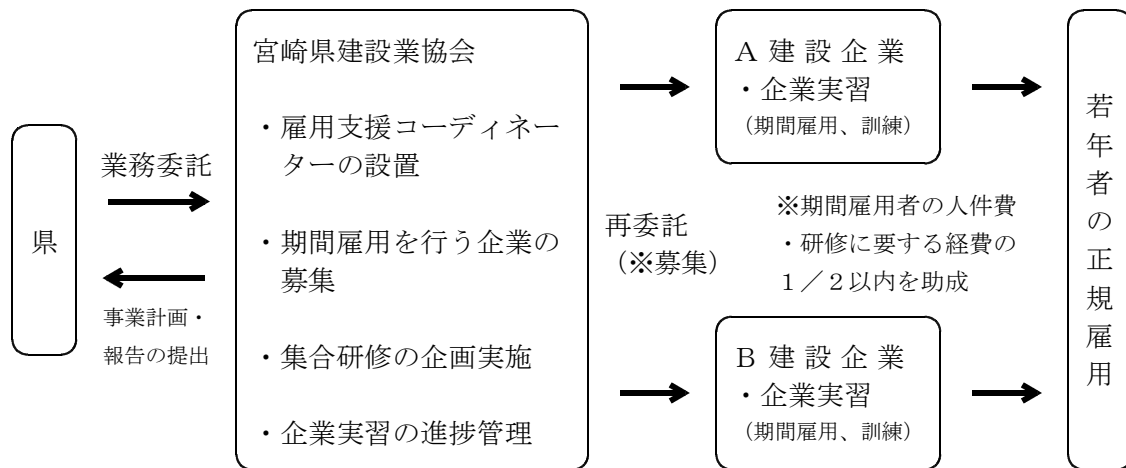 県
業務委託
事業計画・
報告の提出
宮崎県建設業協会
・雇用支援コーディネー
ターの設置
・期間雇用を行う企業の
募集
・集合研修の企画実施
・企業実習の進捗管理
再委託
（※募集）
Ａ建設企業
・企業実習
（期間雇用、訓練）
※期間雇用者の人件費
・研修に要する経費の
１／２以内を助成
Ｂ建設企業
・企業実習
（期間雇用、訓練）
若年者の正規雇用